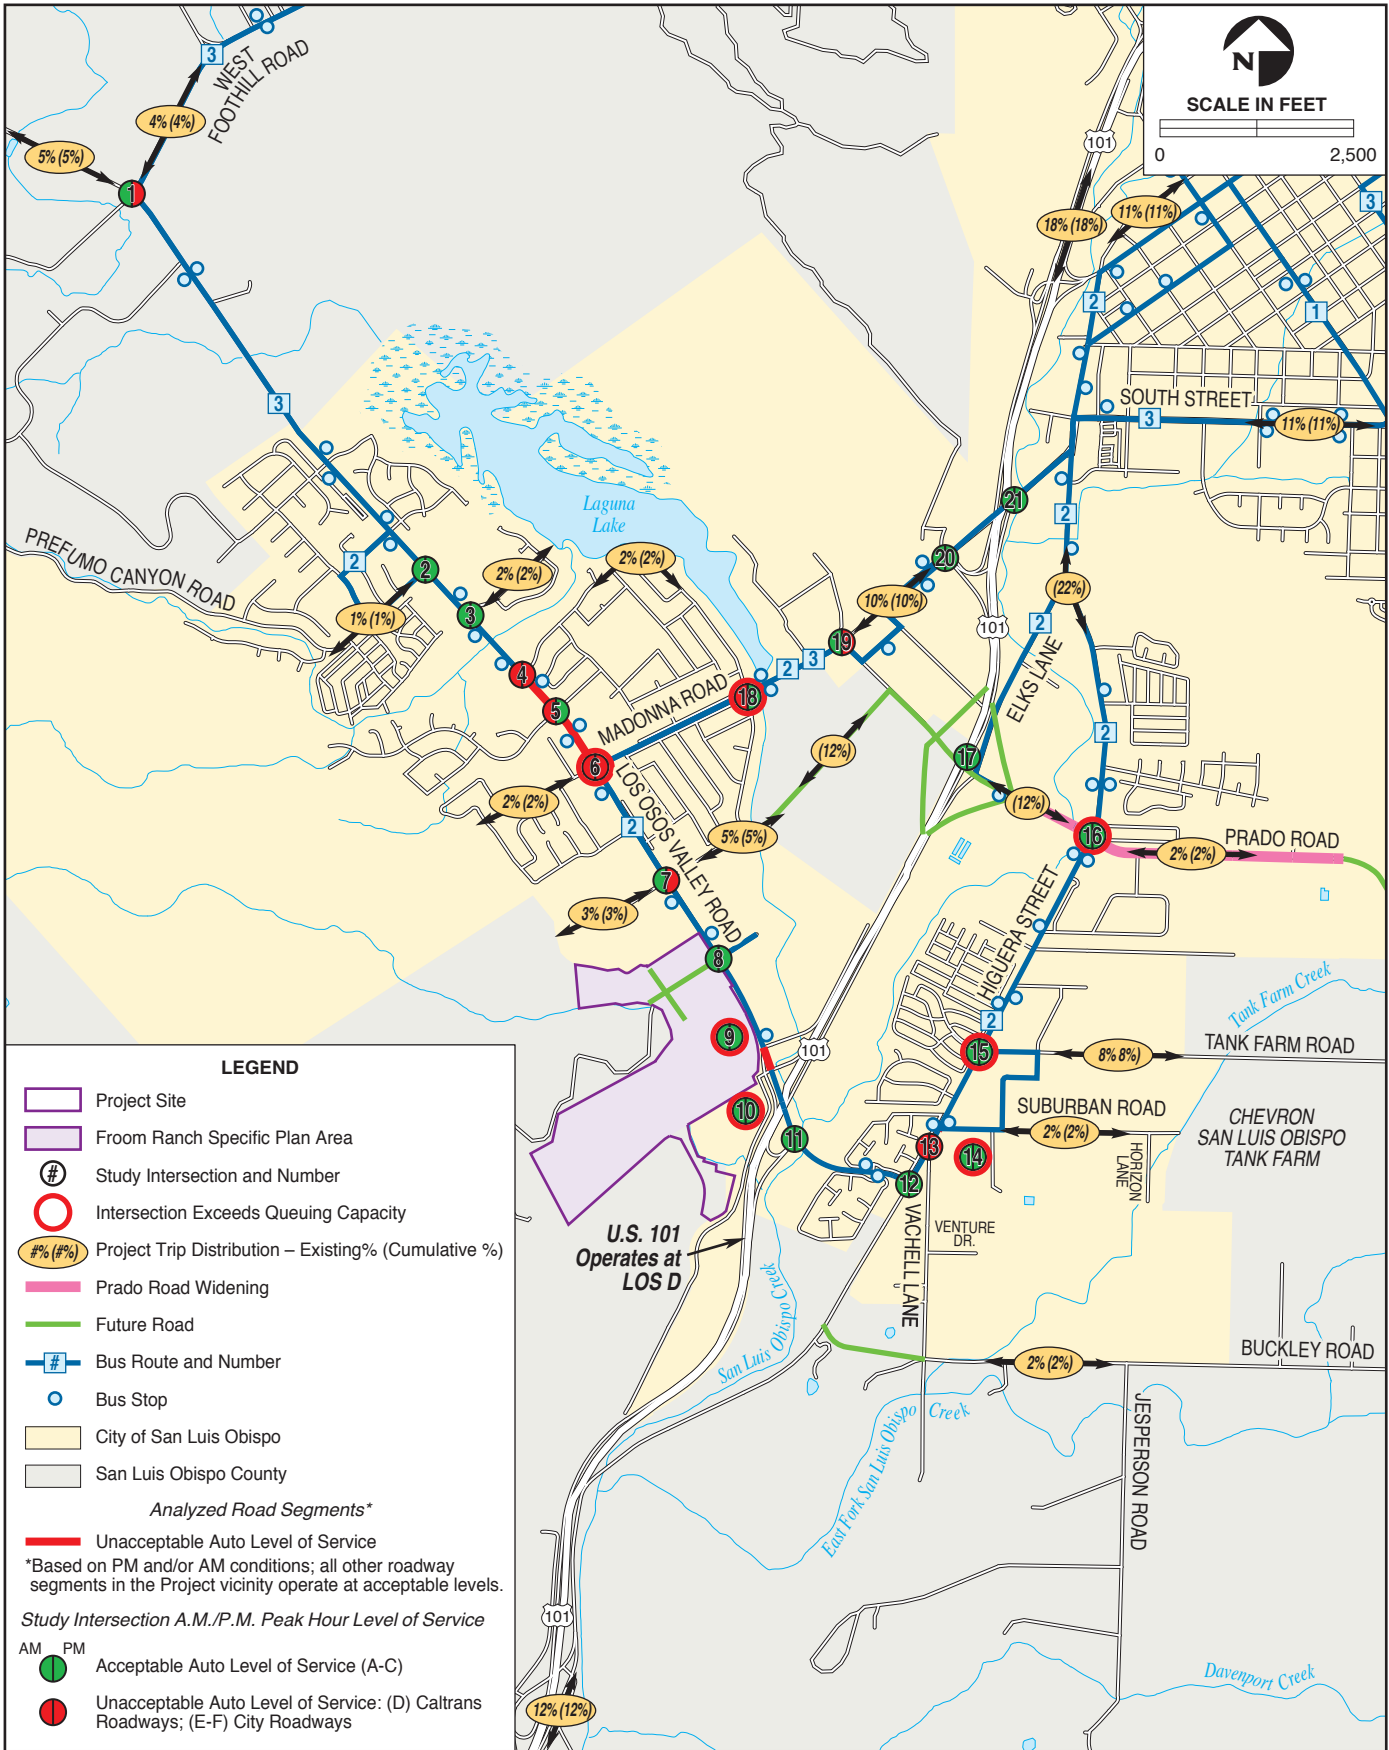 N
SCALE IN FEET
0 2,500
WEST
FOOTHILL ROAD
3
4% (4%)
5% (5%)
1
101
18% (18%)
11% (11%)
3
2
1
3
SOUTH STREET
3
11% (11%)
Laguna
Lake
21
2
PREFUMO CANYON ROAD
2
2
1% (1%)
3
2% (2%)
2% (2%)
20
10% (10%)
19
(22%)
101
2
ELKS LANE
4
5
6
MADONNA ROAD
18
2
3
2
(12%)
17
(12%)
16
PRADO ROAD
2% (2%)
2% (2%)
LOS OSOS VALLEY ROAD
2
5% (5%)
7
3% (3%)
8
HIGUERA STREET
2
Tank Farm Creek
9
101
15
8% 8%)
TANK FARM ROAD
10
11
SUBURBAN ROAD
2% (2%)
13
14
12
HORIZON
LANE
CHEVRON
SAN LUIS OBISPO
TANK FARM
VENTURE
DR.
VACHELL LANE
U.S. 101
Operates at
LOS D
San Luis Obispo Creek
BUCKLEY ROAD
2% (2%)
East Fork San Luis Obispo Creek
JESPERSON ROAD
101
12% (12%)
Davenport Creek
LEGEND
Project Site
Froom Ranch Specific Plan Area
# Study Intersection and Number
Intersection Exceeds Queuing Capacity
#% (#%) Project Trip Distribution – Existing% (Cumulative %)
Prado Road Widening
Future Road
# Bus Route and Number
Bus Stop
City of San Luis Obispo
San Luis Obispo County
Analyzed Road Segments*
Unacceptable Auto Level of Service
*Based on PM and/or AM conditions; all other roadway
segments in the Project vicinity operate at acceptable levels.
Study Intersection A.M./P.M. Peak Hour Level of Service
AM PM
Acceptable Auto Level of Service (A-C)
Unacceptable Auto Level of Service: (D) Caltrans
Roadways; (E-F) City Roadways